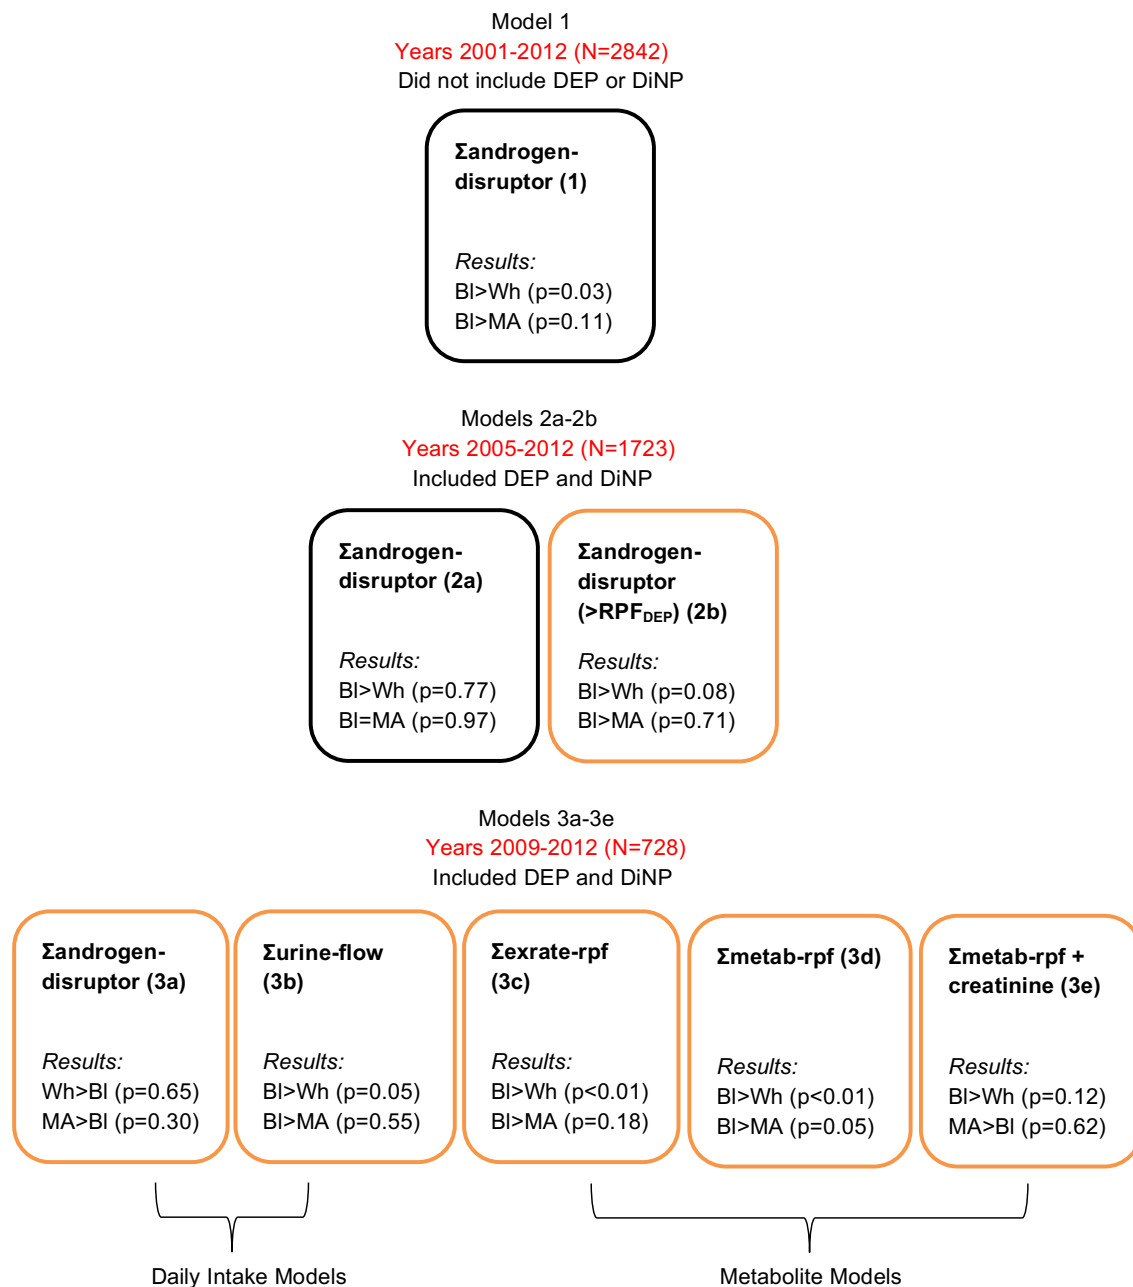 Model 1
Years 2001-2012 (N=2842)
Did not include DEP or DiNP
Σandrogen-
disruptor (1)
Results:
Bl>Wh (p=0.03)
Bl>MA (p=0.11)
Models 2a-2b
Years 2005-2012 (N=1723)
Included DEP and DiNP
Σandrogen-
disruptor (2a)
Results:
Bl>Wh (p=0.77)
Bl=MA (p=0.97)
Σandrogen-
disruptor
(>RPF_DEP) (2b)
Results:
Bl>Wh (p=0.08)
Bl>MA (p=0.71)
Models 3a-3e
Years 2009-2012 (N=728)
Included DEP and DiNP
Σandrogen-
disruptor (3a)
Results:
Wh>Bl (p=0.65)
MA>Bl (p=0.30)
Σurine-flow
(3b)
Results:
Bl>Wh (p=0.05)
Bl>MA (p=0.55)
Σexrate-rpf
(3c)
Results:
Bl>Wh (p<0.01)
Bl>MA (p=0.18)
Σmetab-rpf (3d)
Results:
Bl>Wh (p<0.01)
Bl>MA (p=0.05)
Σmetab-rpf +
creatinine (3e)
Results:
Bl>Wh (p=0.12)
MA>Bl (p=0.62)
Daily Intake Models
Metabolite Models